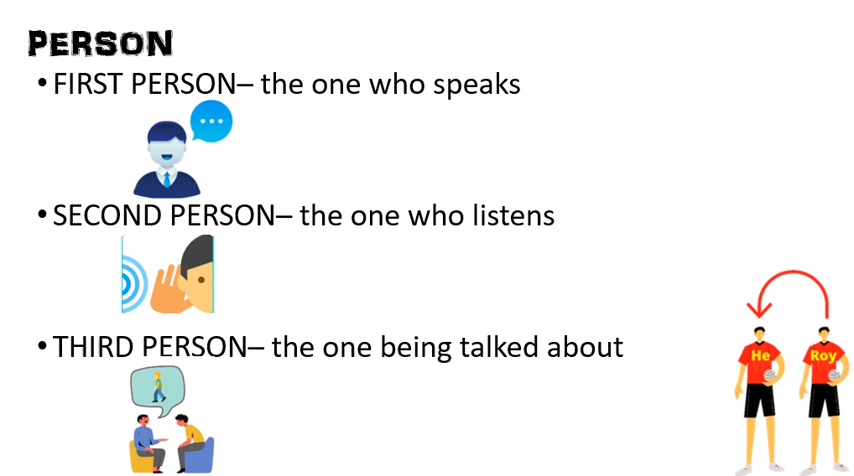 PERSON
• FIRST PERSON– the one who speaks
• SECOND PERSON– the one who listens
• THIRD PERSON– the one being talked about
He
Roy